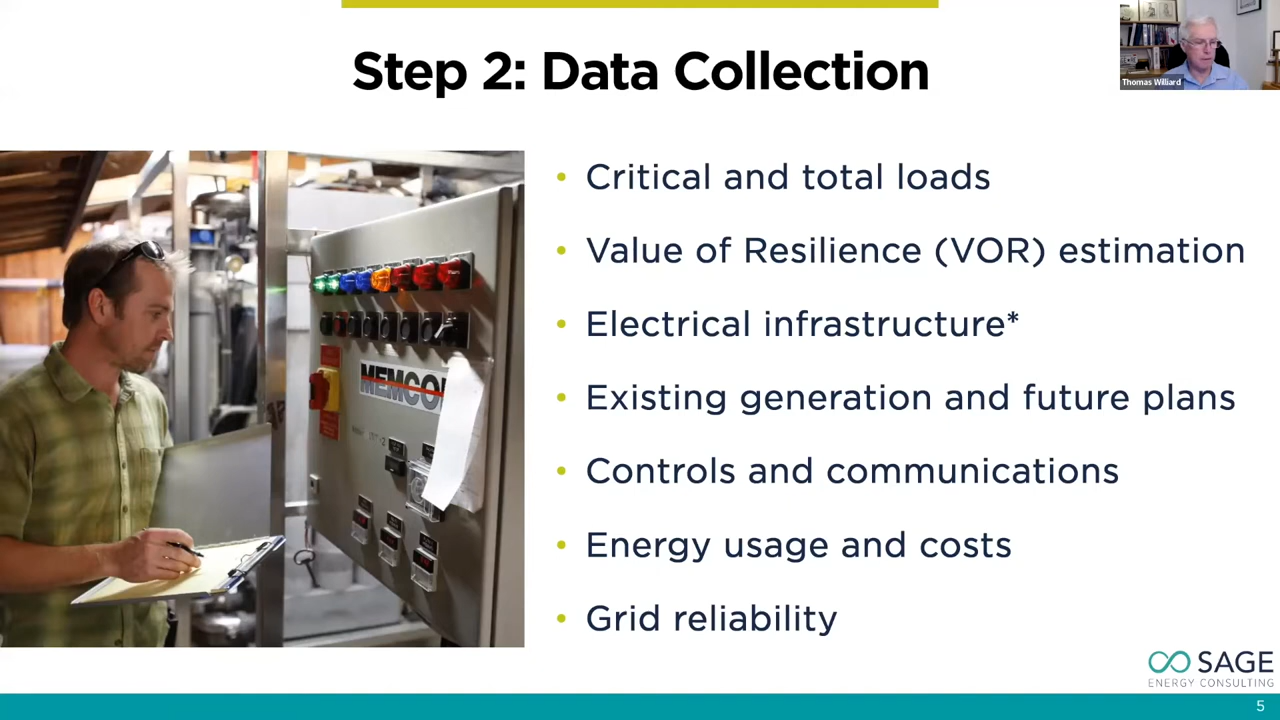 Step 2: Data Collection
Thomas Williard
MEMCO
• Critical and total loads
• Value of Resilience (VOR) estimation
• Electrical infrastructure*
• Existing generation and future plans
• Controls and communications
• Energy usage and costs
• Grid reliability
SAGE
ENERGY CONSULTING
5